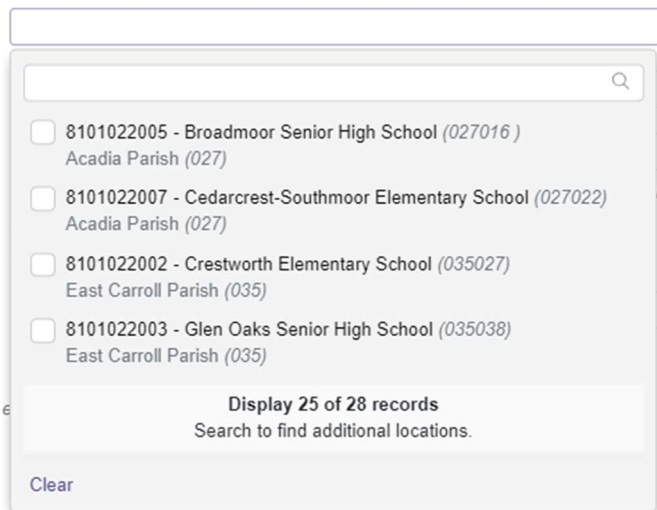 8101022005 - Broadmoor Senior High School (027016 )
Acadia Parish (027)
8101022007 - Cedarcrest-Southmoor Elementary School (027022)
Acadia Parish (027)
8101022002 - Crestworth Elementary School (035027)
East Carroll Parish (035)
8101022003 - Glen Oaks Senior High School (035038)
East Carroll Parish (035)
Display 25 of 28 records
Search to find additional locations.
Clear